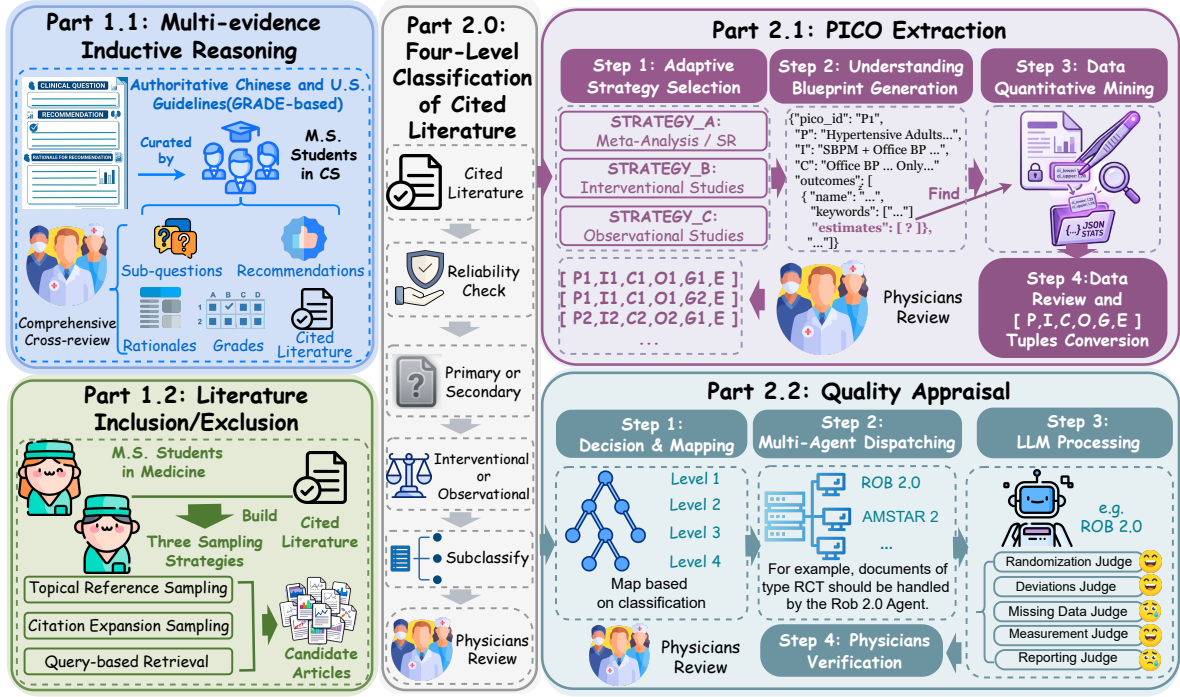 Part 1.1: Multi-evidence
Inductive Reasoning
CLINICAL QUESTION
RECOMMENDATION
RATIONALE FOR RECOMMENDATION
Authoritative Chinese and U.S.
Guidelines(GRADE-based)
Curated
by
M.S.
Students
in CS
Sub-questions
Recommendations
Comprehensive
Cross-review
A B C D
1
2
Rationales
Grades
Cited
Literature
Part 1.2: Literature
Inclusion/Exclusion
M.S. Students
in Medicine
Build
Cited
Literature
Three Sampling
Strategies
Topical Reference Sampling
Citation Expansion Sampling
Query-based Retrieval
Candidate
Articles
Part 2.0:
Four-Level
Classification
of Cited
Literature
Cited
Literature
Reliability
Check
?
Primary or
Secondary
Interventional
or
Observational
Subclassify
Physicians
Review
Part 2.1: PICO Extraction
Step 1: Adaptive
Strategy Selection
STRATEGY_A:
Meta-Analysis / SR
STRATEGY_B:
Interventional Studies
STRATEGY_C:
Observational Studies
Step 2: Understanding
Blueprint Generation
{"pico_id": "P1",
"P": "Hypertensive Adults...",
"I": "SBPM + Office BP ...",
"C": "Office BP ... Only..."
"outcomes": [
{ "name": "...",
"keywords": ["..."]
"estimates": [ ? ]},
"..."]}
Find
Step 3: Data
Quantitative Mining
{...} JSON
STATS
Step 4:Data
Review and
[ P,I,C,O,G,E ]
Tuples Conversion
Physicians
Review
[ P1,I1,C1,O1,G1,E ]
[ P1,I1,C1,O1,G2,E ]
[ P2,I2,C2,O2,G1,E ]
...
Part 2.2: Quality Appraisal
Step 1:
Decision & Mapping
Level 1
Level 2
Level 3
Level 4
Map based
on classification
Step 2:
Multi-Agent Dispatching
ROB 2.0
AMSTAR 2
...
For example, documents of
type RCT should be handled
by the Rob 2.0 Agent.
Step 3:
LLM Processing
e.g.
ROB 2.0
Randomization Judge
Deviations Judge
Missing Data Judge
Measurement Judge
Reporting Judge
Step 4: Physicians
Verification
Physicians
Review